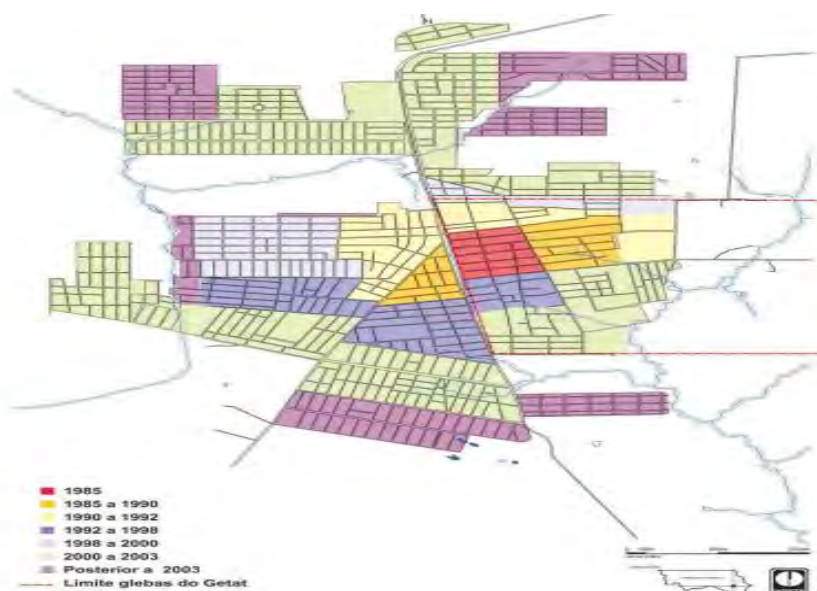 1985
1985 a 1990
1990 a 1992
1992 a 1998
1998 a 2000
2000 a 2003
Posterior a 2003
Limite glebas do Getat